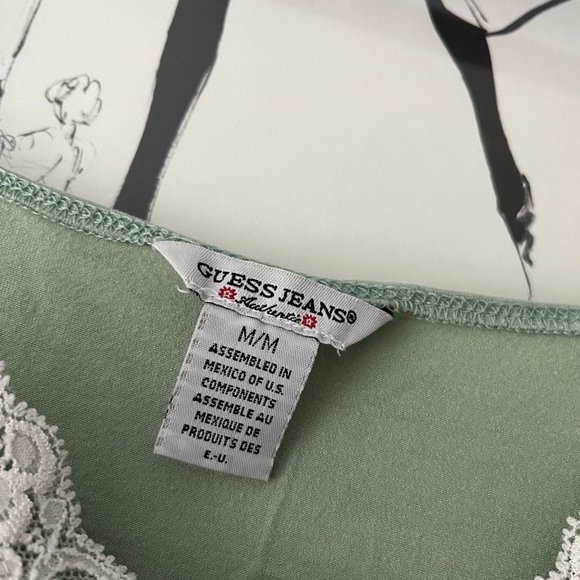 GUESS JEANS®
Authentic
M/M
ASSEMBLED IN
MEXICO OF U.S.
COMPONENTS
ASSEMBLE AU
MEXIQUE DE
PRODUITS DES
E.-U.